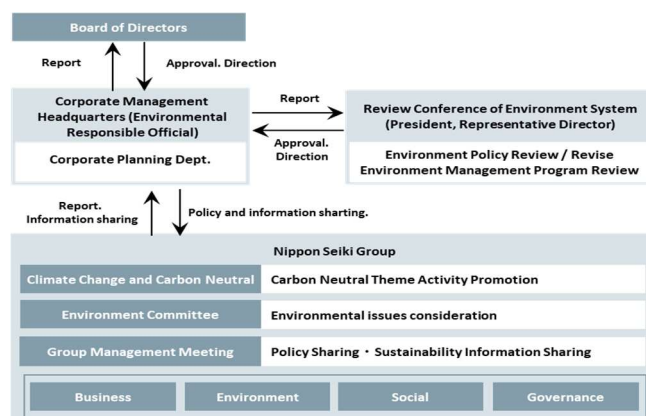 Board of Directors
Report
Approval. Direction
Corporate Management
Headquarters (Environmental
Responsible Official)
Corporate Planning Dept.
Report
Approval.
Direction
Review Conference of Environment System
(President, Representative Director)
Environment Policy Review / Revise
Environment Management Program Review
Report.
Information sharing
Policy and information sharting.
Nippon Seiki Group
Climate Change and Carbon Neutral
Carbon Neutral Theme Activity Promotion
Environment Committee
Environmental issues consideration
Group Management Meeting
Policy Sharing・Sustainability Information Sharing
Business
Environment
Social
Governance